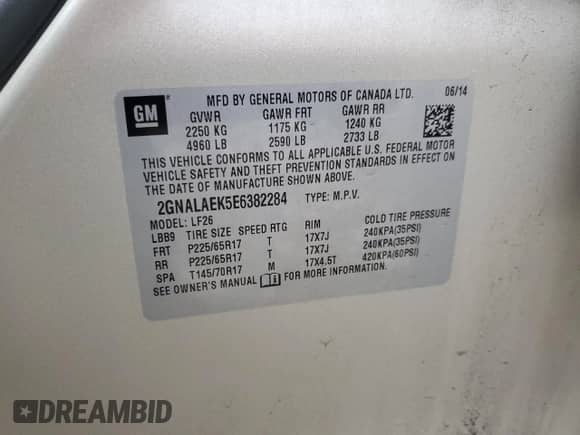 GM
MFD BY GENERAL MOTORS OF CANADA LTD. 06/14
GVWR GAWR FRT GAWR RR
2250 KG 1175 KG 1240 KG
4960 LB 2590 LB 2733 LB
THIS VEHICLE CONFORMS TO ALL APPLICABLE U.S. FEDERAL MOTOR
VEHICLE SAFETY AND THEFT PREVENTION STANDARDS IN EFFECT ON
THE DATE OF MANUFACTURE SHOWN ABOVE.
2GNALAEK5E6382284 TYPE: M.P.V.
MODEL: LF26
LBB9 TIRE SIZE SPEED RTG RIM COLD TIRE PRESSURE
FRT P225/65R17 T 17X7J 240KPA(35PSI)
RR P225/65R17 T 17X7J 240KPA(35PSI)
SPA T145/70R17 M 17X4.5T 420KPA(60PSI)
SEE OWNER'S MANUAL FOR MORE INFORMATION.
DREAMBID